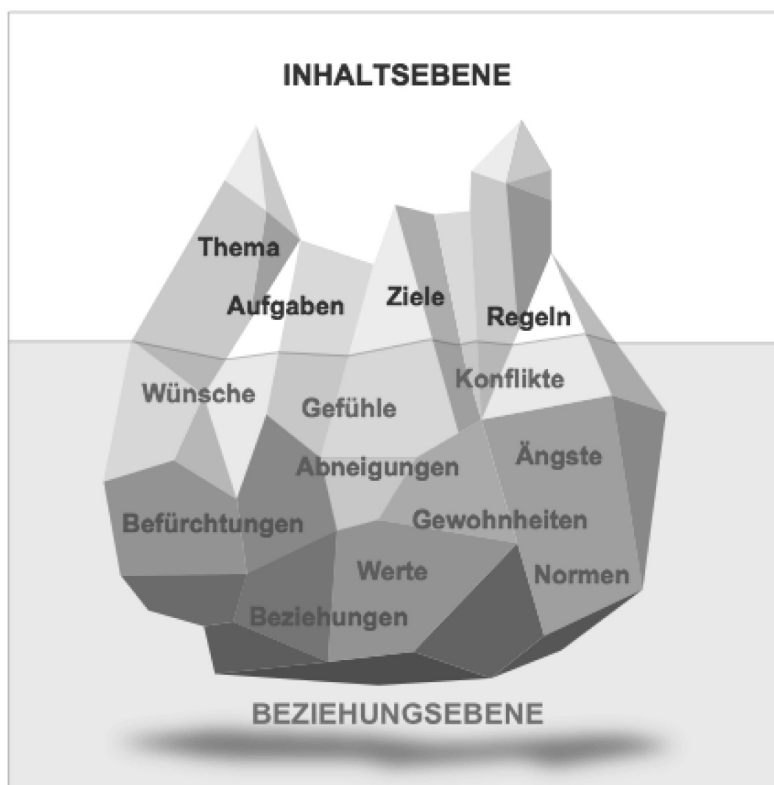 INHALTSEBENE
Thema
Aufgaben
Ziele
Regeln
Wünsche
Gefühle
Konflikte
Abneigungen
Ängste
Befürchtungen
Gewohnheiten
Werte
Normen
Beziehungen
BEZIEHUNGSEBENE